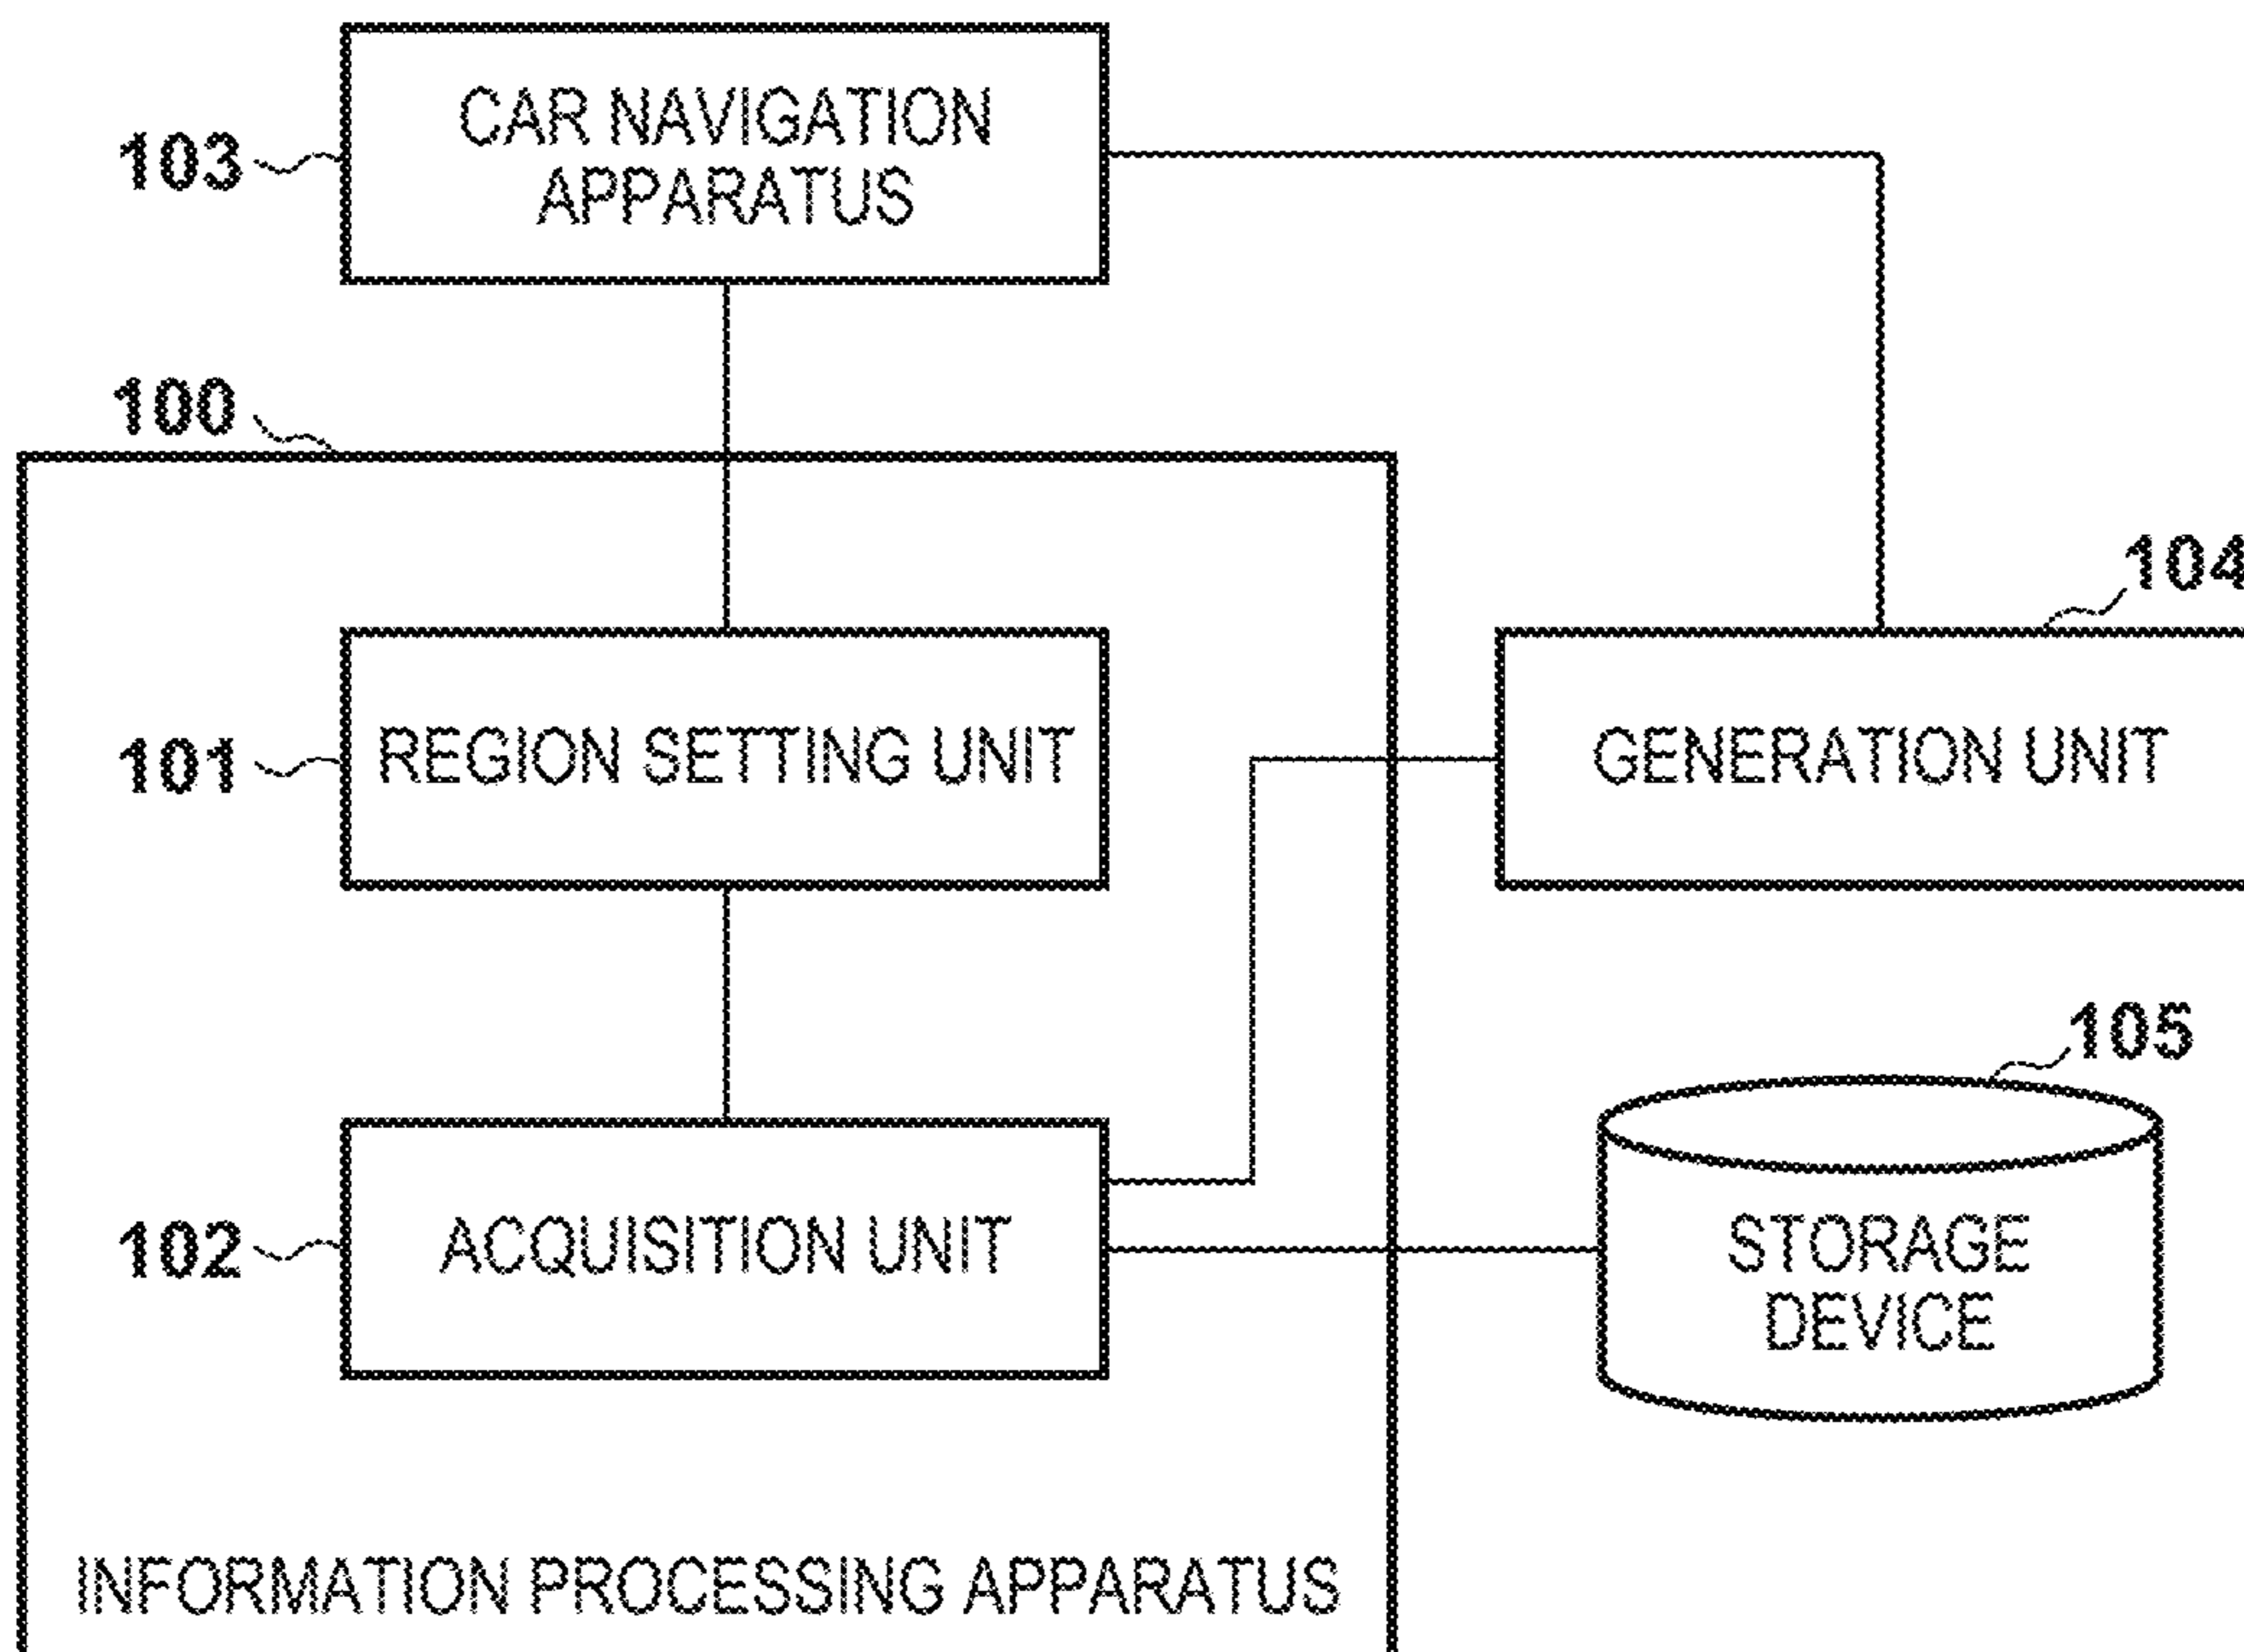 CAR NAVIGATION
APPARATUS
103
100
104
101
REGION SETTING UNIT
GENERATION UNIT
105
102
ACQUISITION UNIT
STORAGE
DEVICE
INFORMATION PROCESSING APPARATUS